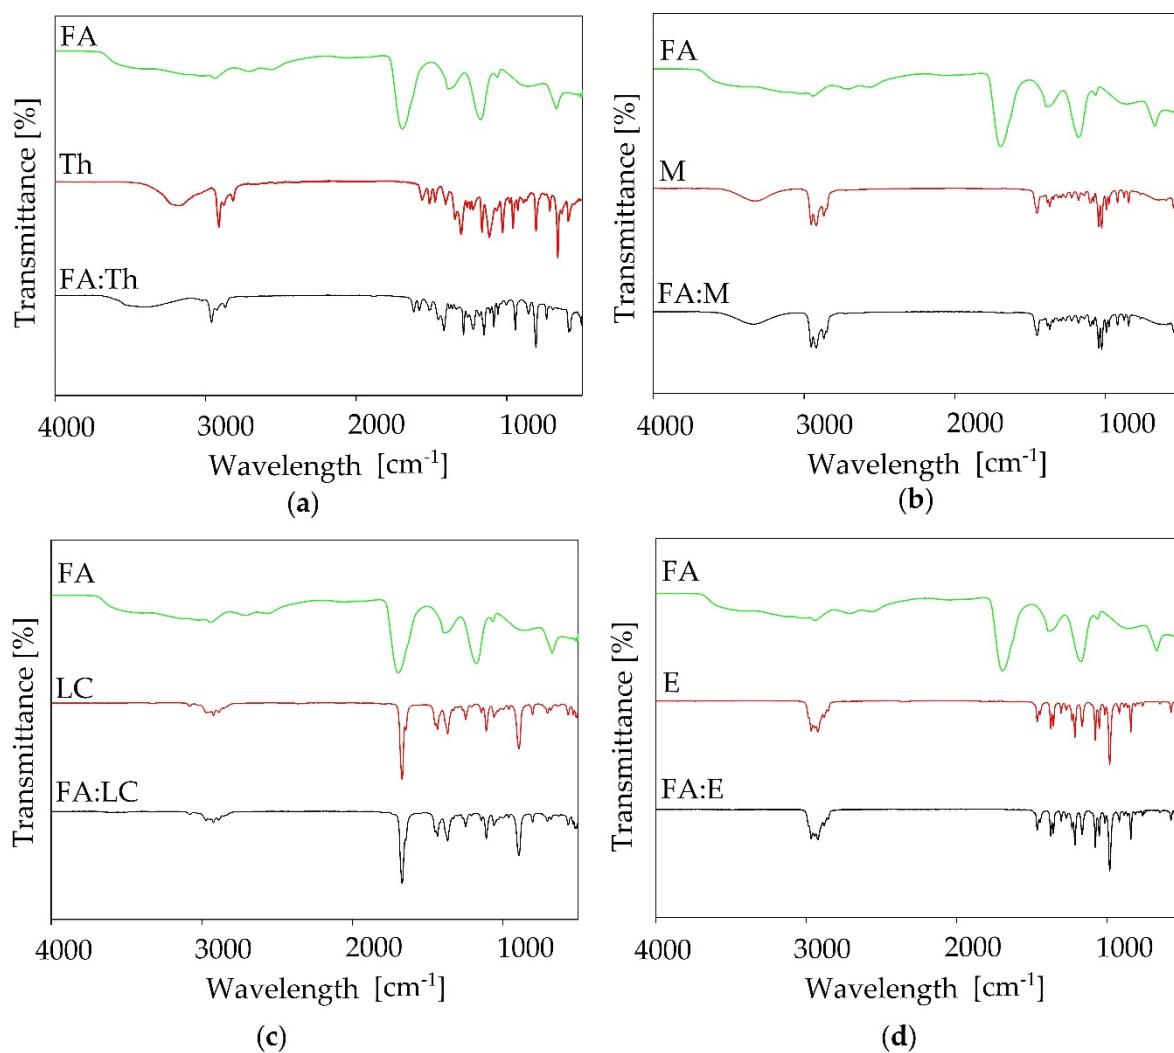 FA
Th
FA:Th
Transmittance [%]
4000 3000 2000 1000
Wavelength [cm⁻¹]
(a)
FA
M
FA:M
Transmittance [%]
4000 3000 2000 1000
Wavelength [cm⁻¹]
(b)
FA
LC
FA:LC
Transmittance [%]
4000 3000 2000 1000
Wavelength [cm⁻¹]
(c)
FA
E
FA:E
Transmittance [%]
4000 3000 2000 1000
Wavelength [cm⁻¹]
(d)